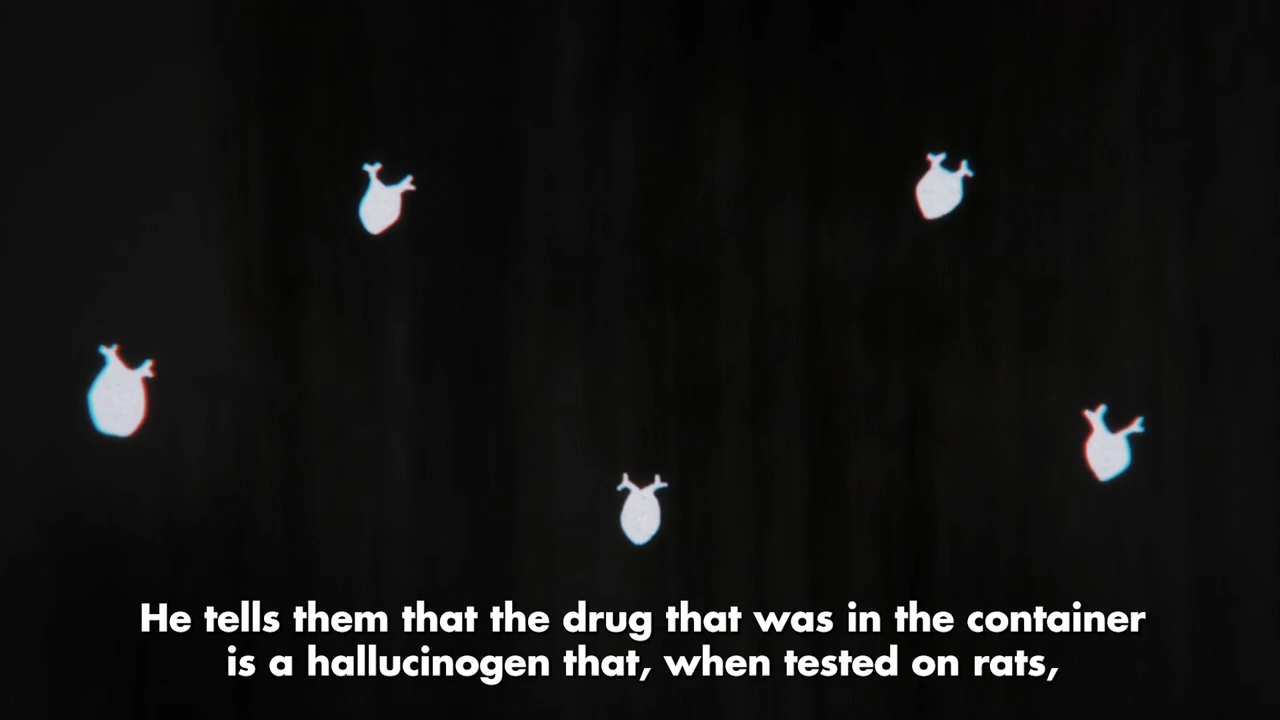 He tells them that the drug that was in the container
is a hallucinogen that, when tested on rats,